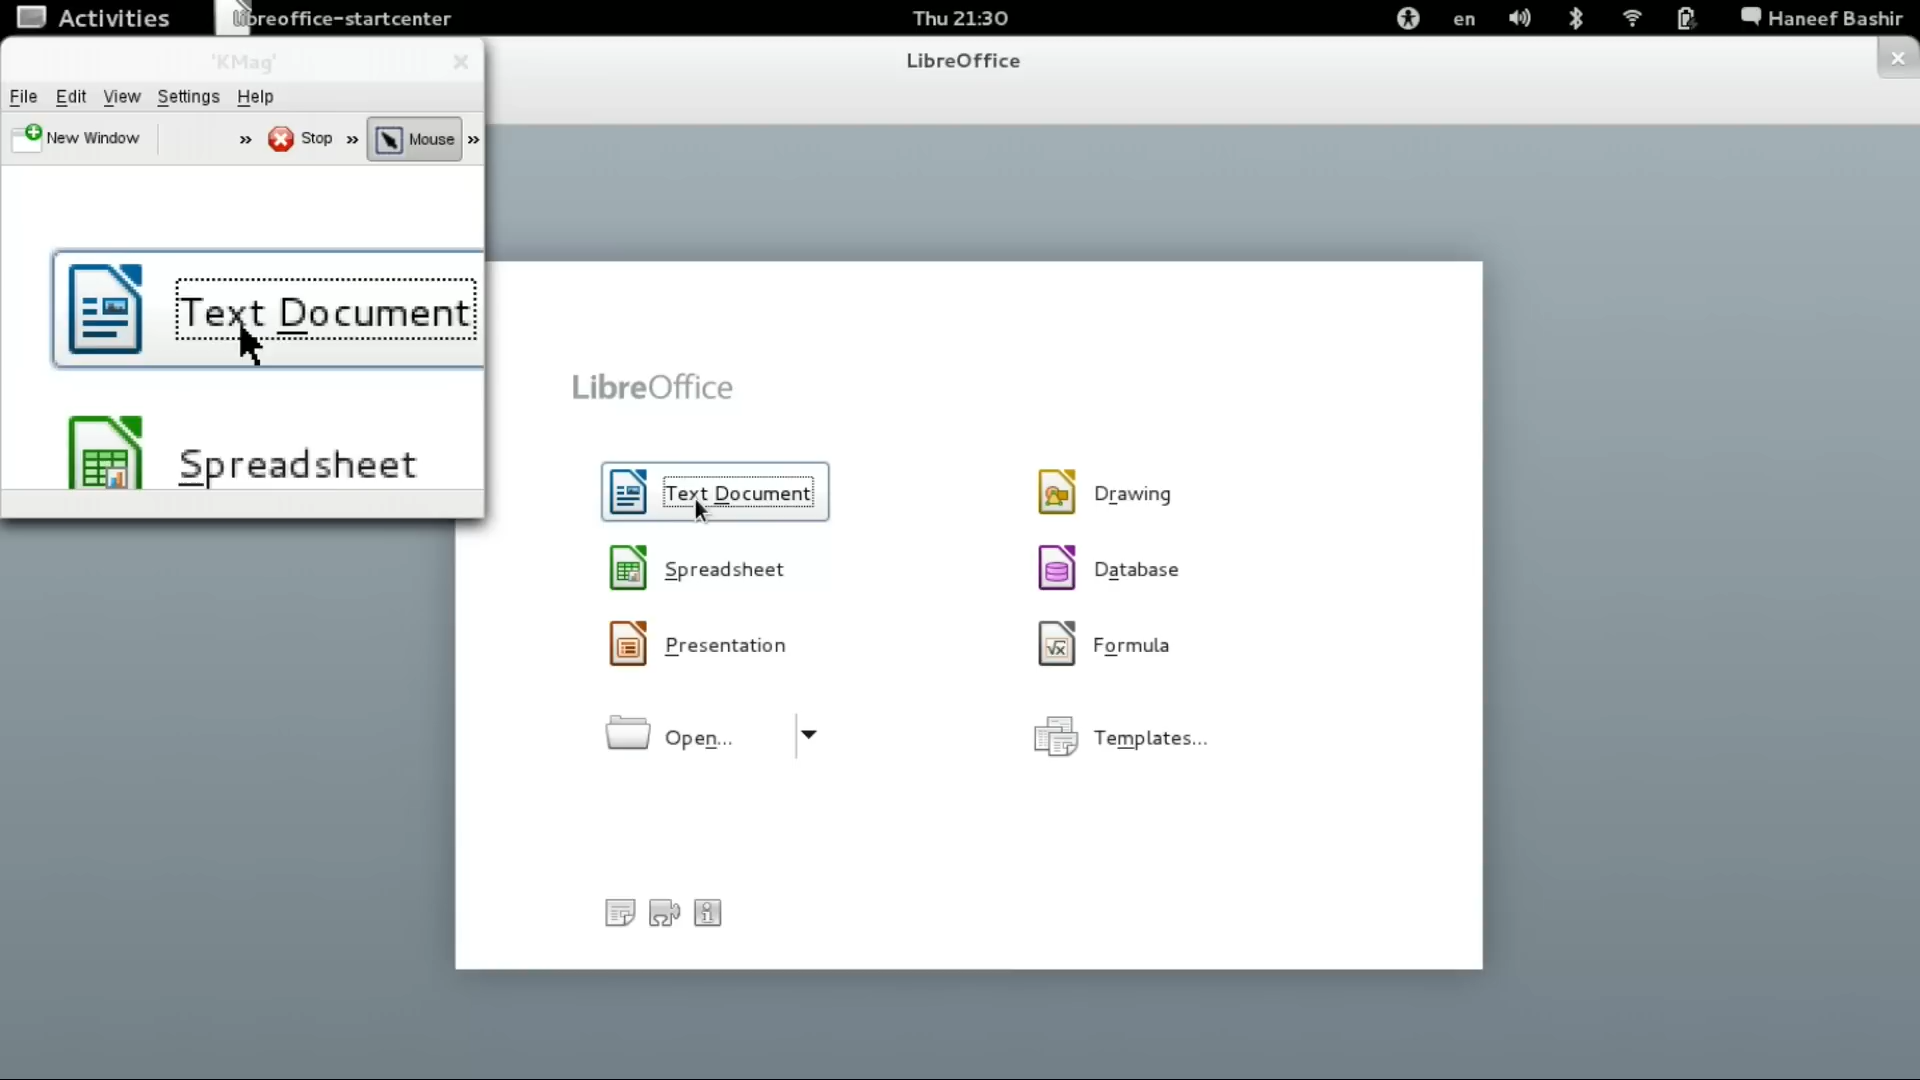 Activities libreoffice-startcenter Thu 21:30 en Haneef Bashir
'KMag'
File Edit View Settings Help
New Window » Stop » Mouse »
Text Document
Spreadsheet
LibreOffice
LibreOffice
Text Document Drawing
Spreadsheet Database
Presentation Formula
Open... Templates...